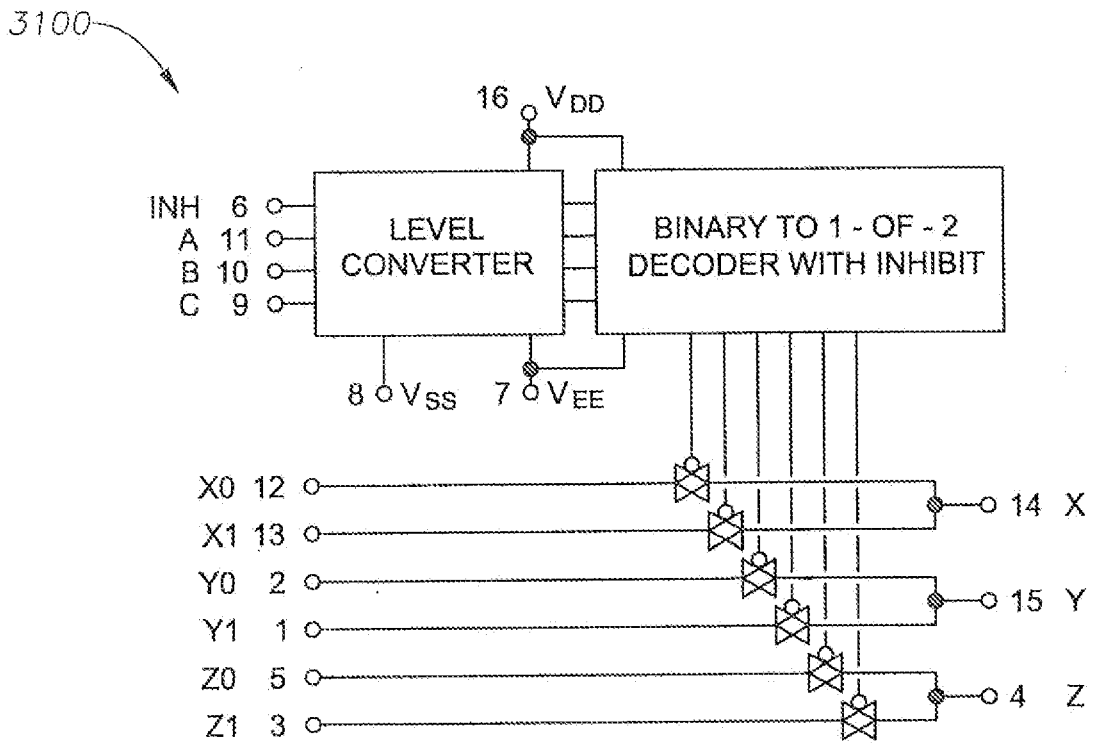 3100
16 VDD
INH 6
A 11
B 10
C 9
LEVEL
CONVERTER
BINARY TO 1 - OF - 2
DECODER WITH INHIBIT
8 VSS
7 VEE
X0 12
X1 13
Y0 2
Y1 1
Z0 5
Z1 3
14 X
15 Y
4 Z